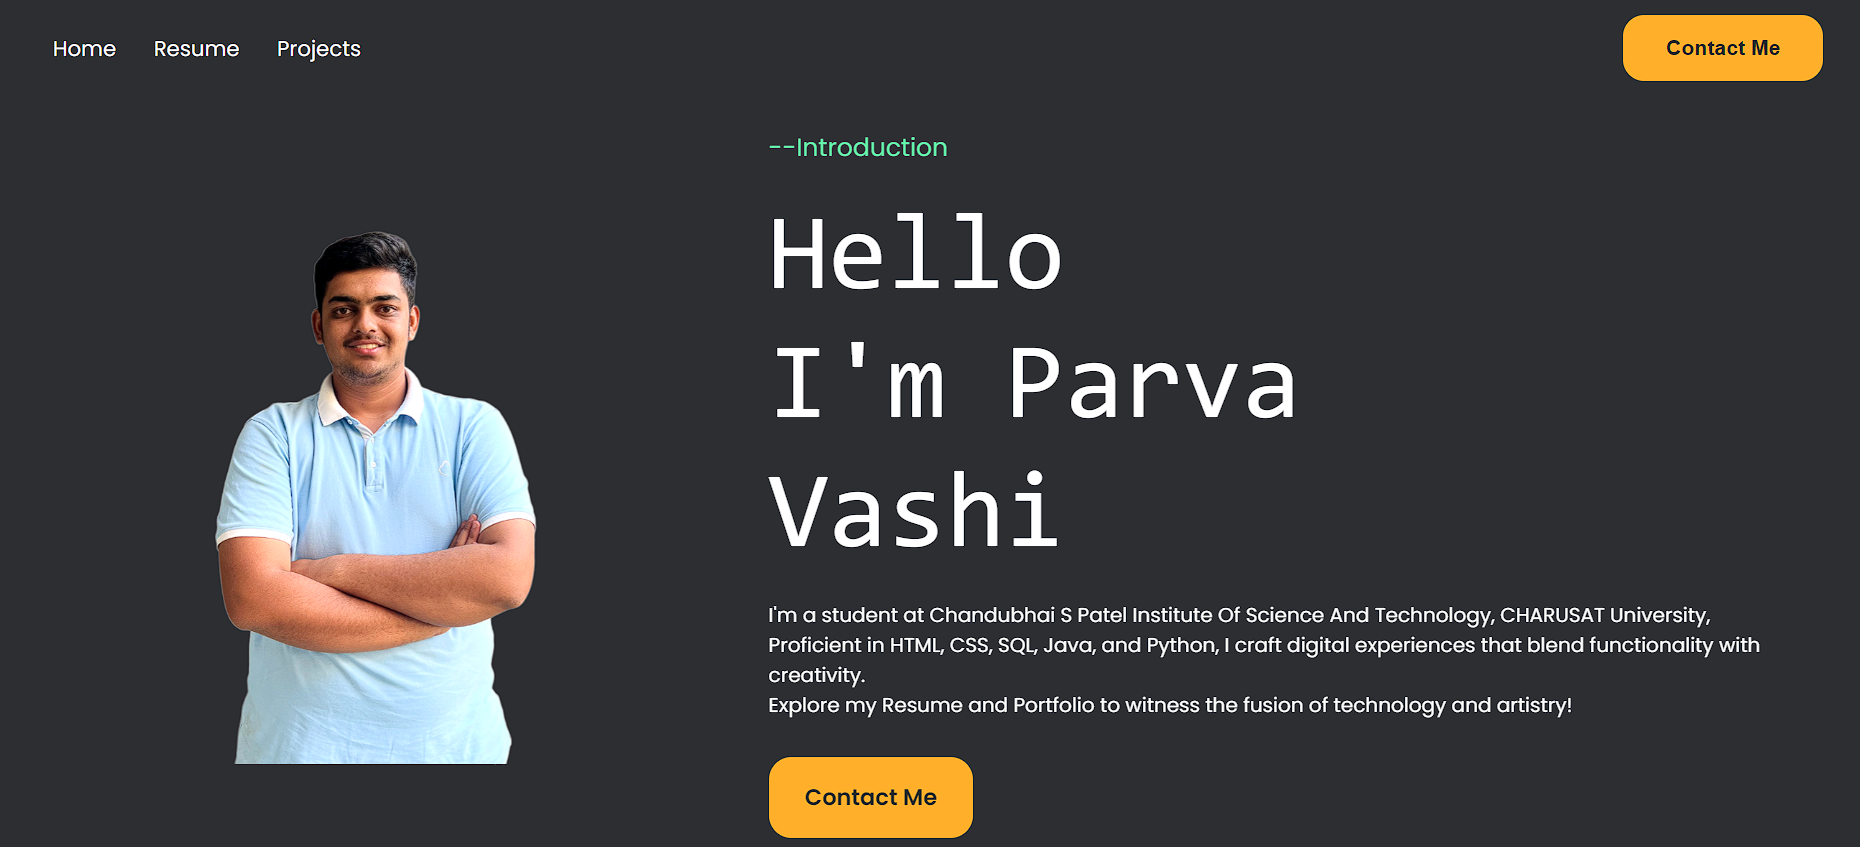 Home Resume Projects Contact Me
--Introduction
Hello
I'm Parva
Vashi
I'm a student at Chandubhai S Patel Institute Of Science And Technology, CHARUSAT University,
Proficient in HTML, CSS, SQL, Java, and Python, I craft digital experiences that blend functionality with
creativity.
Explore my Resume and Portfolio to witness the fusion of technology and artistry!
Contact Me